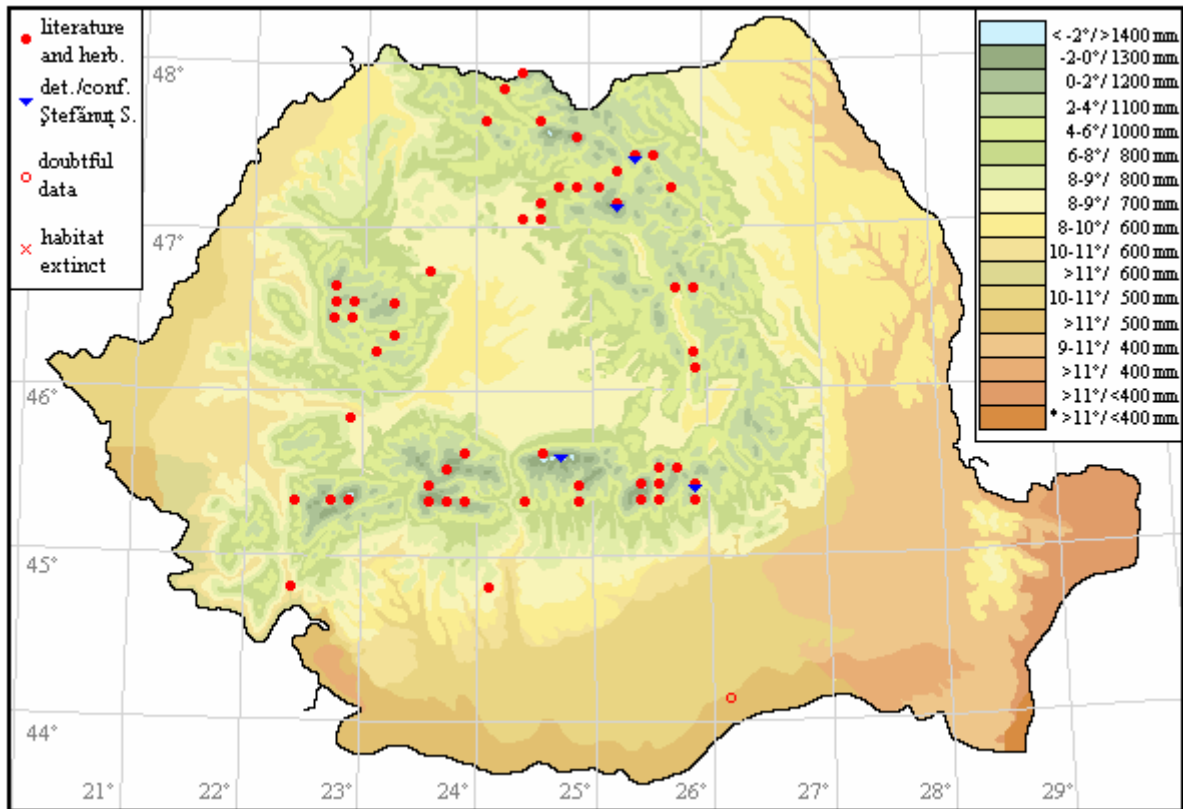 literature
and herb.
det./conf.
Ștefănuț S.
doubtful
data
habitat
extinct
< -2°/>1400 mm
-2-0°/ 1300 mm
0-2°/ 1200 mm
2-4°/ 1100 mm
4-6°/ 1000 mm
6-8°/ 800 mm
8-9°/ 800 mm
8-9°/ 700 mm
8-10°/ 600 mm
10-11°/ 600 mm
>11°/ 600 mm
10-11°/ 500 mm
>11°/ 500 mm
9-11°/ 400 mm
>11°/ 400 mm
>11°/<400 mm
* >11°/<400 mm
48°
47°
46°
45°
44°
21° 22° 23° 24° 25° 26° 27° 28° 29°